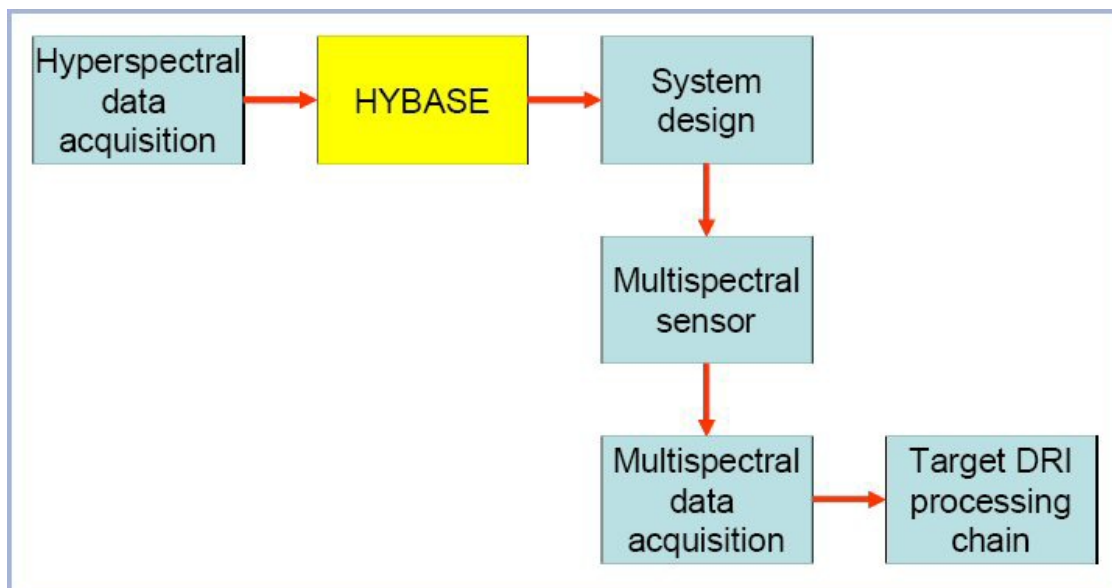 Hyperspectral
data
acquisition
HYBASE
System
design
Multispectral
sensor
Multispectral
data
acquisition
Target DRI
processing
chain